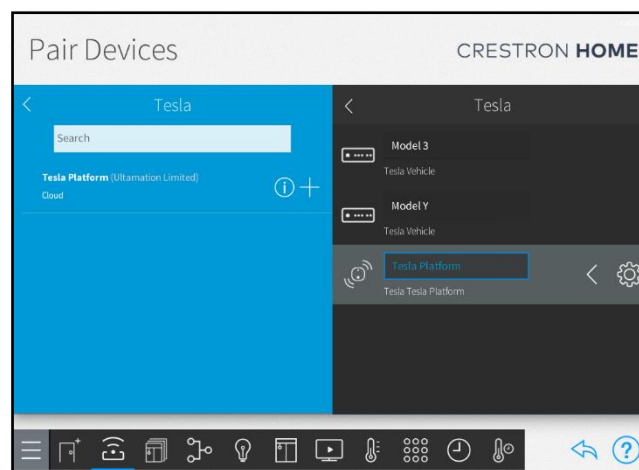 Pair Devices
CRESTRON HOME
Tesla
Search
Tesla Platform (Ultamation Limited)
Cloud
Tesla
Model 3
Tesla Vehicle
Model Y
Tesla Vehicle
Tesla Platform
Tesla Tesla Platform